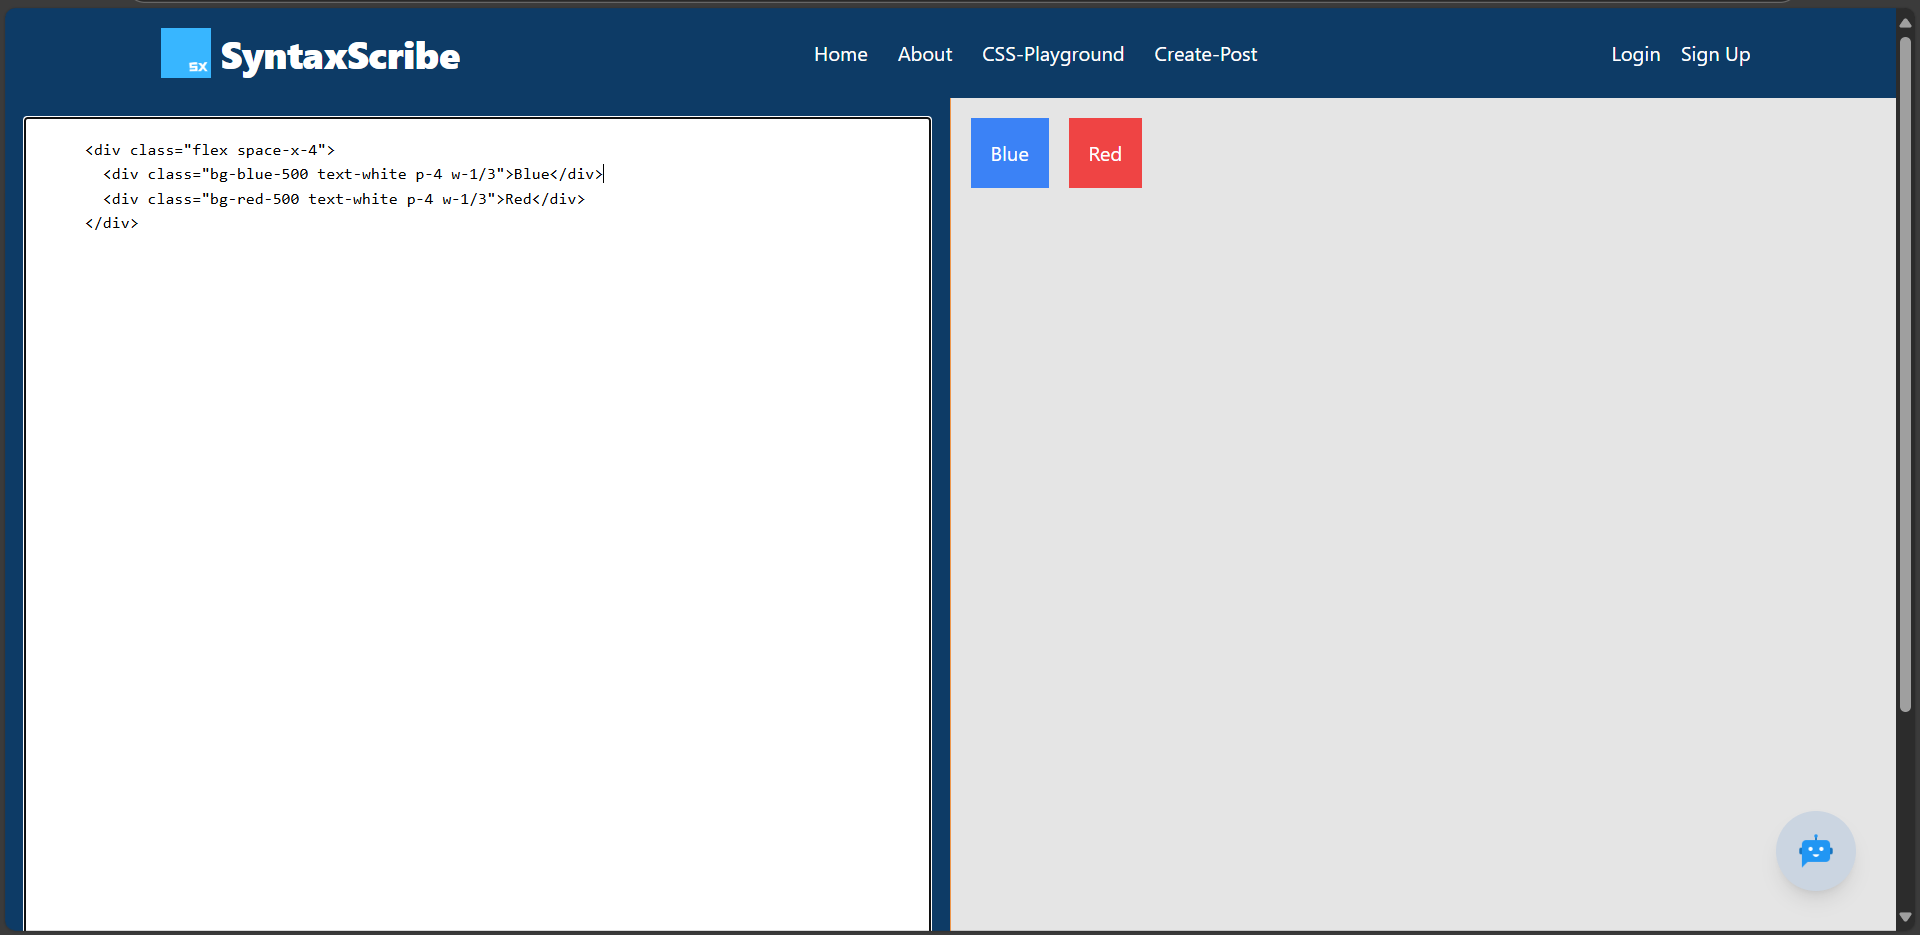 sx SyntaxScribe Home About CSS-Playground Create-Post Login Sign Up
<div class="flex space-x-4">
  <div class="bg-blue-500 text-white p-4 w-1/3">Blue</div>
  <div class="bg-red-500 text-white p-4 w-1/3">Red</div>
</div>
Blue Red